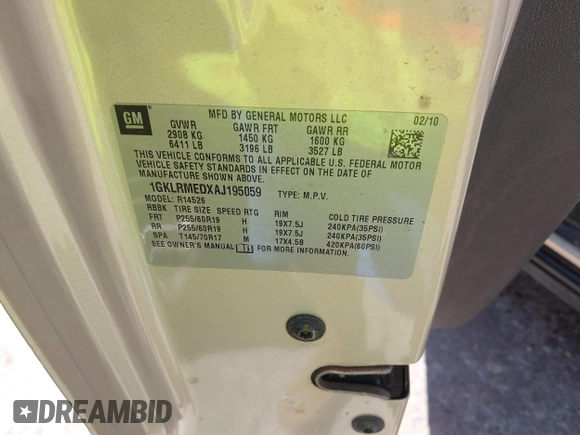 GM
MFD BY GENERAL MOTORS LLC 02/10
GVWR GAWR FRT GAWR RR
2908 KG 1450 KG 1600 KG
6411 LB 3196 LB 3527 LB
THIS VEHICLE CONFORMS TO ALL APPLICABLE U.S. FEDERAL MOTOR
VEHICLE SAFETY STANDARDS IN EFFECT ON THE DATE OF
MANUFACTURE SHOWN ABOVE.
1GKLRMEDXAJ195059 TYPE: M.P.V.
MODEL: R14526
RBBK TIRE SIZE SPEED RTG RIM COLD TIRE PRESSURE
FRT P255/60R19 H 19X7.5J 240KPA(35PSI)
RR P255/60R19 H 19X7.5J 240KPA(35PSI)
SPA T145/70R17 M 17X4.5B 420KPA(60PSI)
SEE OWNER'S MANUAL FOR MORE INFORMATION.
DREAMBID